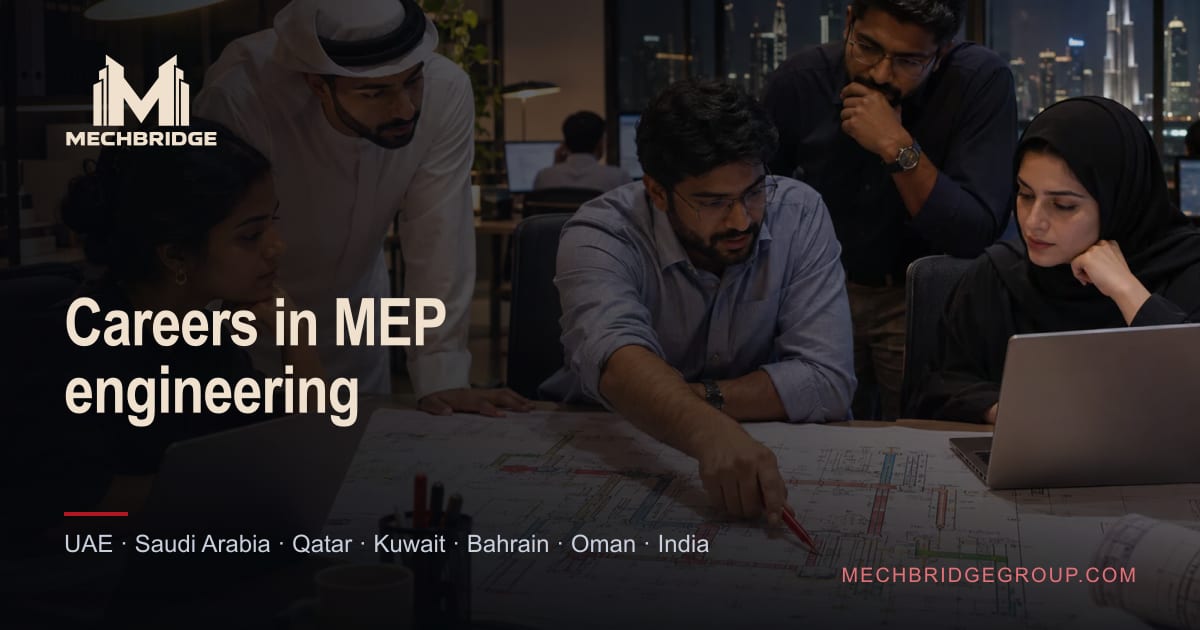 MECHBRIDGE
Careers in MEP
engineering
UAE · Saudi Arabia · Qatar · Kuwait · Bahrain · Oman · India
MECHBRIDGEGROUP.COM